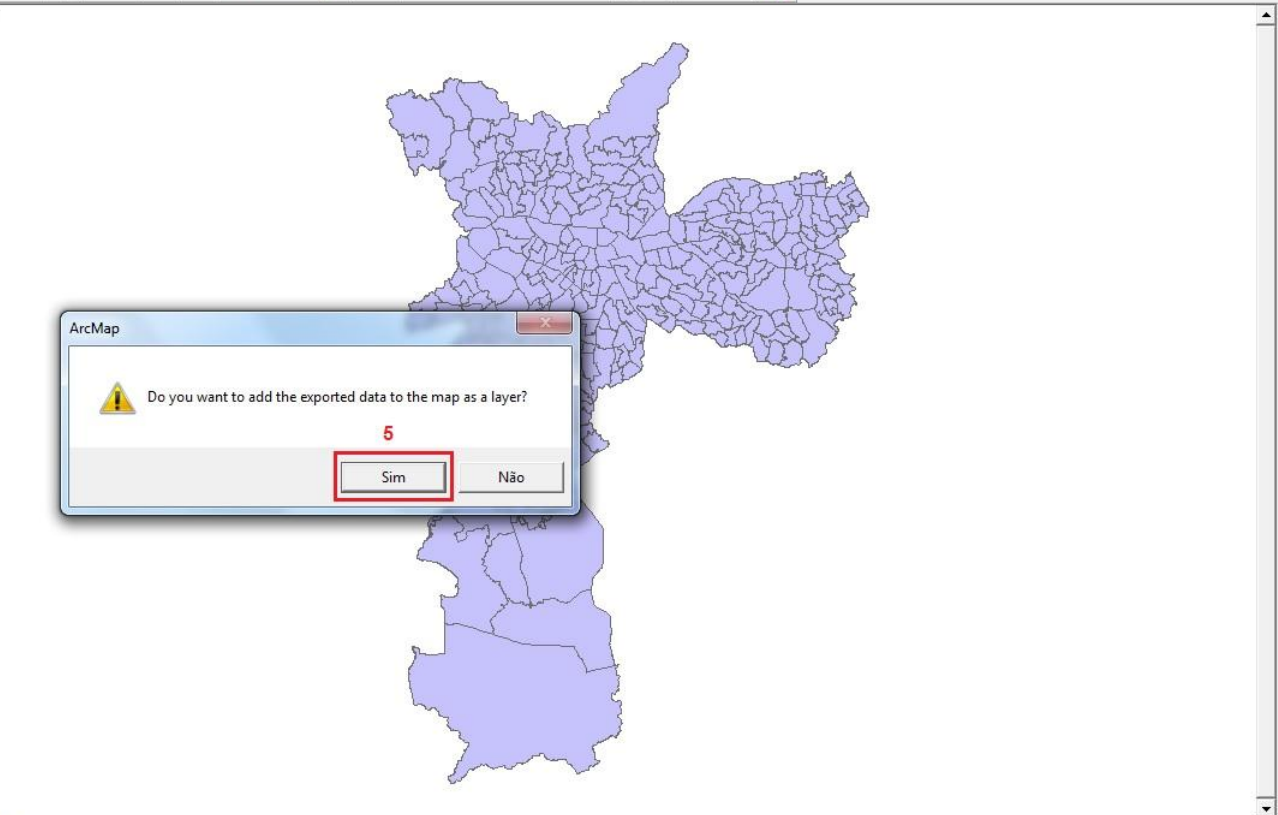 ArcMap
Do you want to add the exported data to the map as a layer?
5
Sim
Não